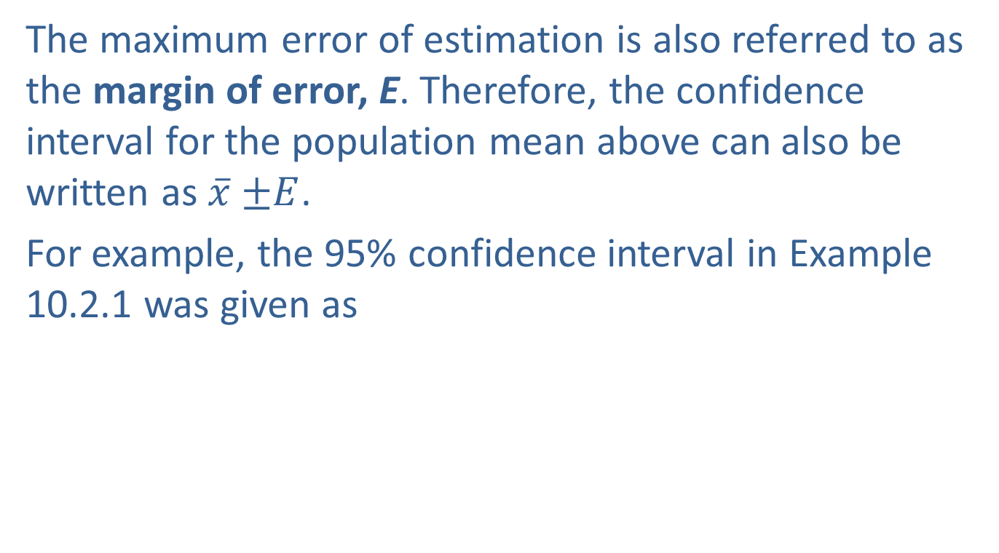 The maximum error of estimation is also referred to as
the margin of error, E. Therefore, the confidence
interval for the population mean above can also be
written as x̄ ±E.
For example, the 95% confidence interval in Example
10.2.1 was given as